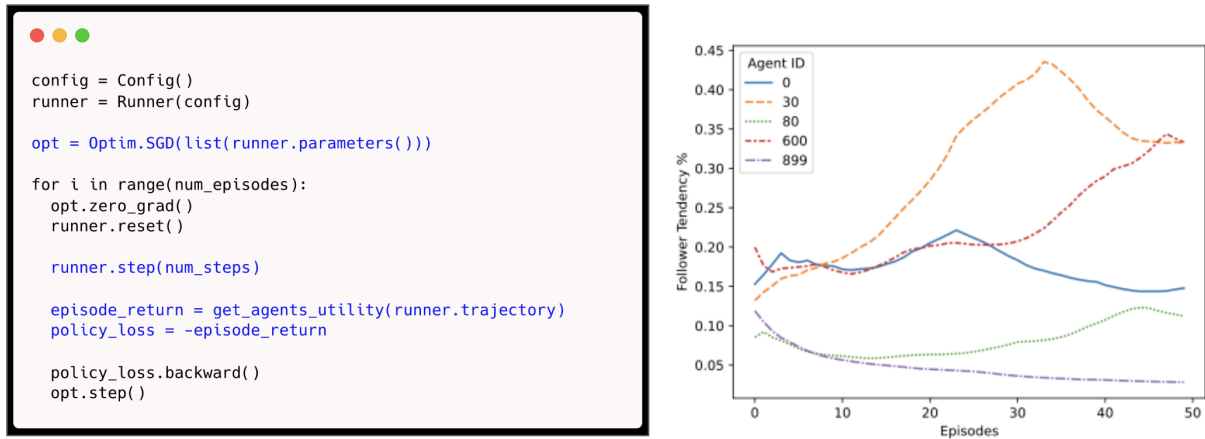 config = Config()
runner = Runner(config)
opt = Optim.SGD(list(runner.parameters()))
for i in range(num_episodes):
opt.zero_grad()
runner.reset()
runner.step(num_steps)
episode_return = get_agents_utility(runner.trajectory)
policy_loss = -episode_return
policy_loss.backward()
opt.step()
Follower Tendency %
0.45
0.40
0.35
0.30
0.25
0.20
0.15
0.10
0.05
Agent ID
0
30
80
600
899
0 10 20 30 40 50
Episodes